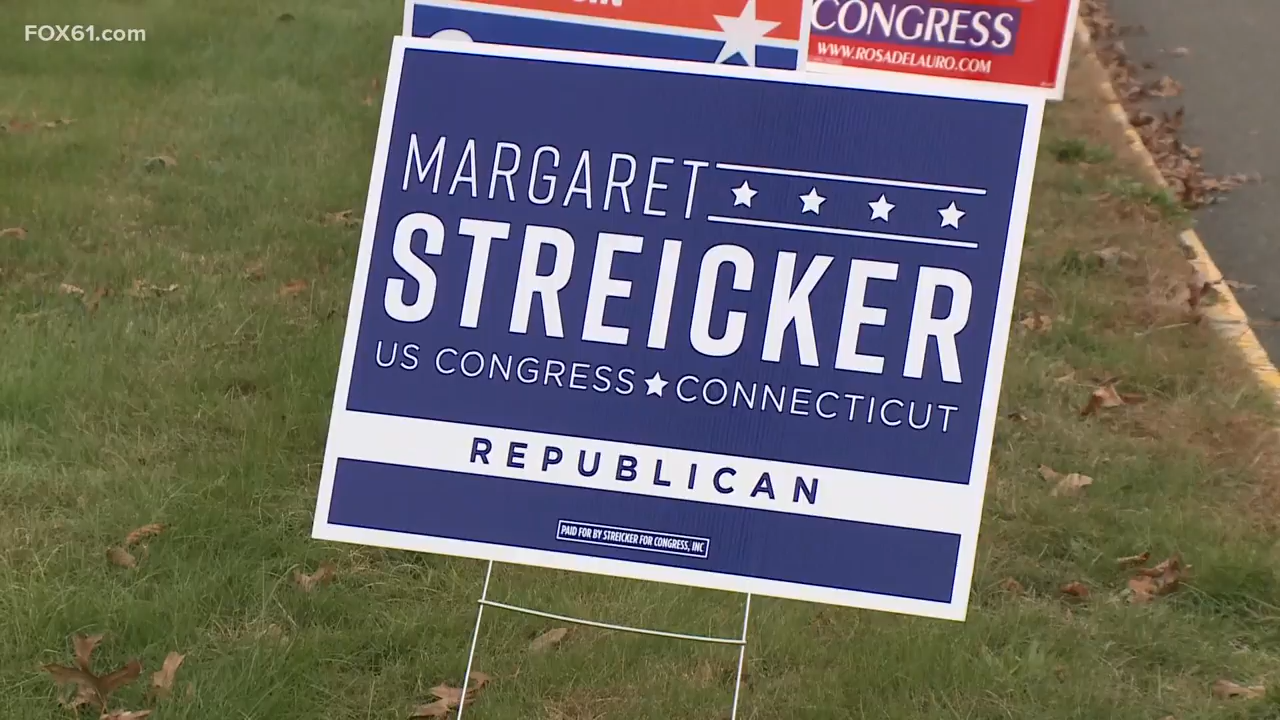 FOX61.com
CONGRESS
WWW.ROSADELAURO.COM
MARGARET
STREICKER
US CONGRESS CONNECTICUT
REPUBLICAN
PAID FOR BY STREICKER FOR CONGRESS, INC